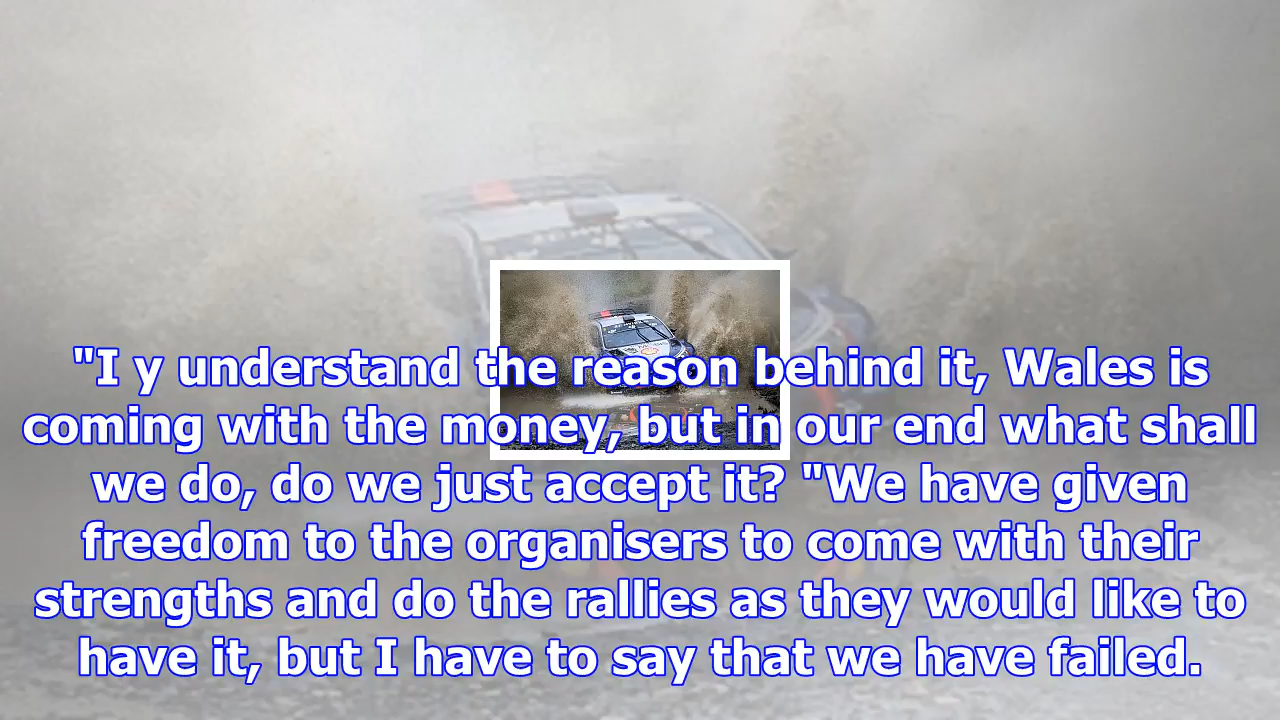 "I y understand the reason behind it, Wales is
coming with the money, but in our end what shall
we do, do we just accept it? "We have given
freedom to the organisers to come with their
strengths and do the rallies as they would like to
have it, but I have to say that we have failed.